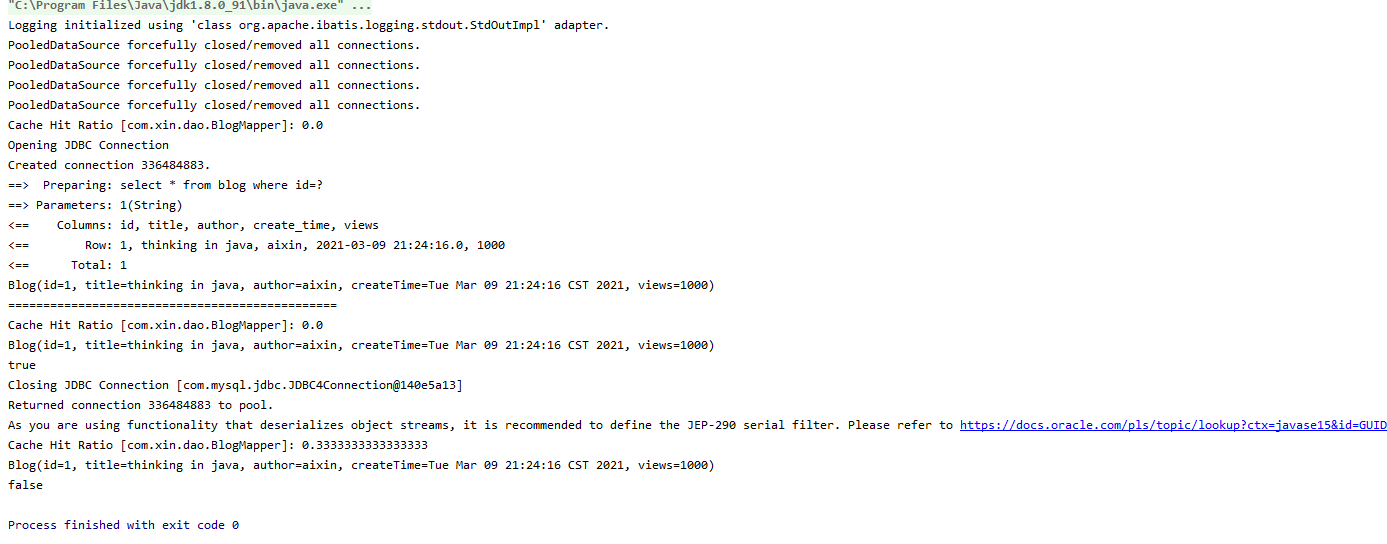 "C:\Program Files\Java\jdk1.8.0_91\bin\java.exe" ...
Logging initialized using 'class org.apache.ibatis.logging.stdout.StdOutImpl' adapter.
PooledDataSource forcefully closed/removed all connections.
PooledDataSource forcefully closed/removed all connections.
PooledDataSource forcefully closed/removed all connections.
PooledDataSource forcefully closed/removed all connections.
Cache Hit Ratio [com.xin.dao.BlogMapper]: 0.0
Opening JDBC Connection
Created connection 336484883.
==>  Preparing: select * from blog where id=?
==> Parameters: 1(String)
<==    Columns: id, title, author, create_time, views
<==        Row: 1, thinking in java, aixin, 2021-03-09 21:24:16.0, 1000
<==      Total: 1
Blog(id=1, title=thinking in java, author=aixin, createTime=Tue Mar 09 21:24:16 CST 2021, views=1000)
===============================================
Cache Hit Ratio [com.xin.dao.BlogMapper]: 0.0
Blog(id=1, title=thinking in java, author=aixin, createTime=Tue Mar 09 21:24:16 CST 2021, views=1000)
true
Closing JDBC Connection [com.mysql.jdbc.JDBC4Connection@140e5a13]
Returned connection 336484883 to pool.
As you are using functionality that deserializes object streams, it is recommended to define the JEP-290 serial filter. Please refer to https://docs.oracle.com/pls/topic/lookup?ctx=javase15&id=GUID
Cache Hit Ratio [com.xin.dao.BlogMapper]: 0.3333333333333333
Blog(id=1, title=thinking in java, author=aixin, createTime=Tue Mar 09 21:24:16 CST 2021, views=1000)
false
Process finished with exit code 0